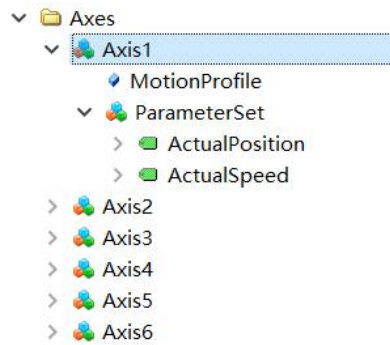 Axes
Axis1
MotionProfile
ParameterSet
ActualPosition
ActualSpeed
Axis2
Axis3
Axis4
Axis5
Axis6